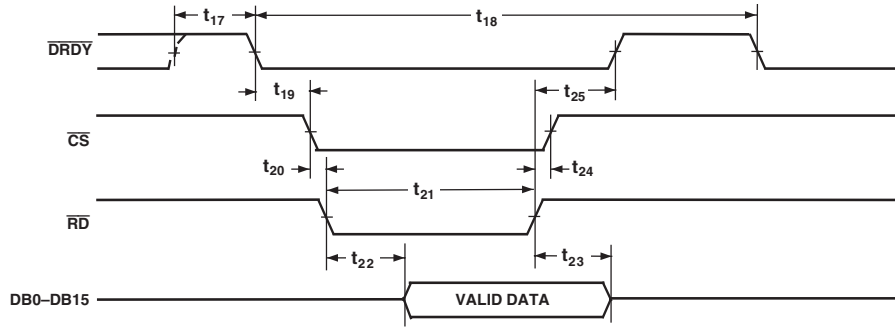 t17
t18
DRDY
t19
t25
CS
t20
t24
t21
RD
t22
t23
DB0–DB15
VALID DATA